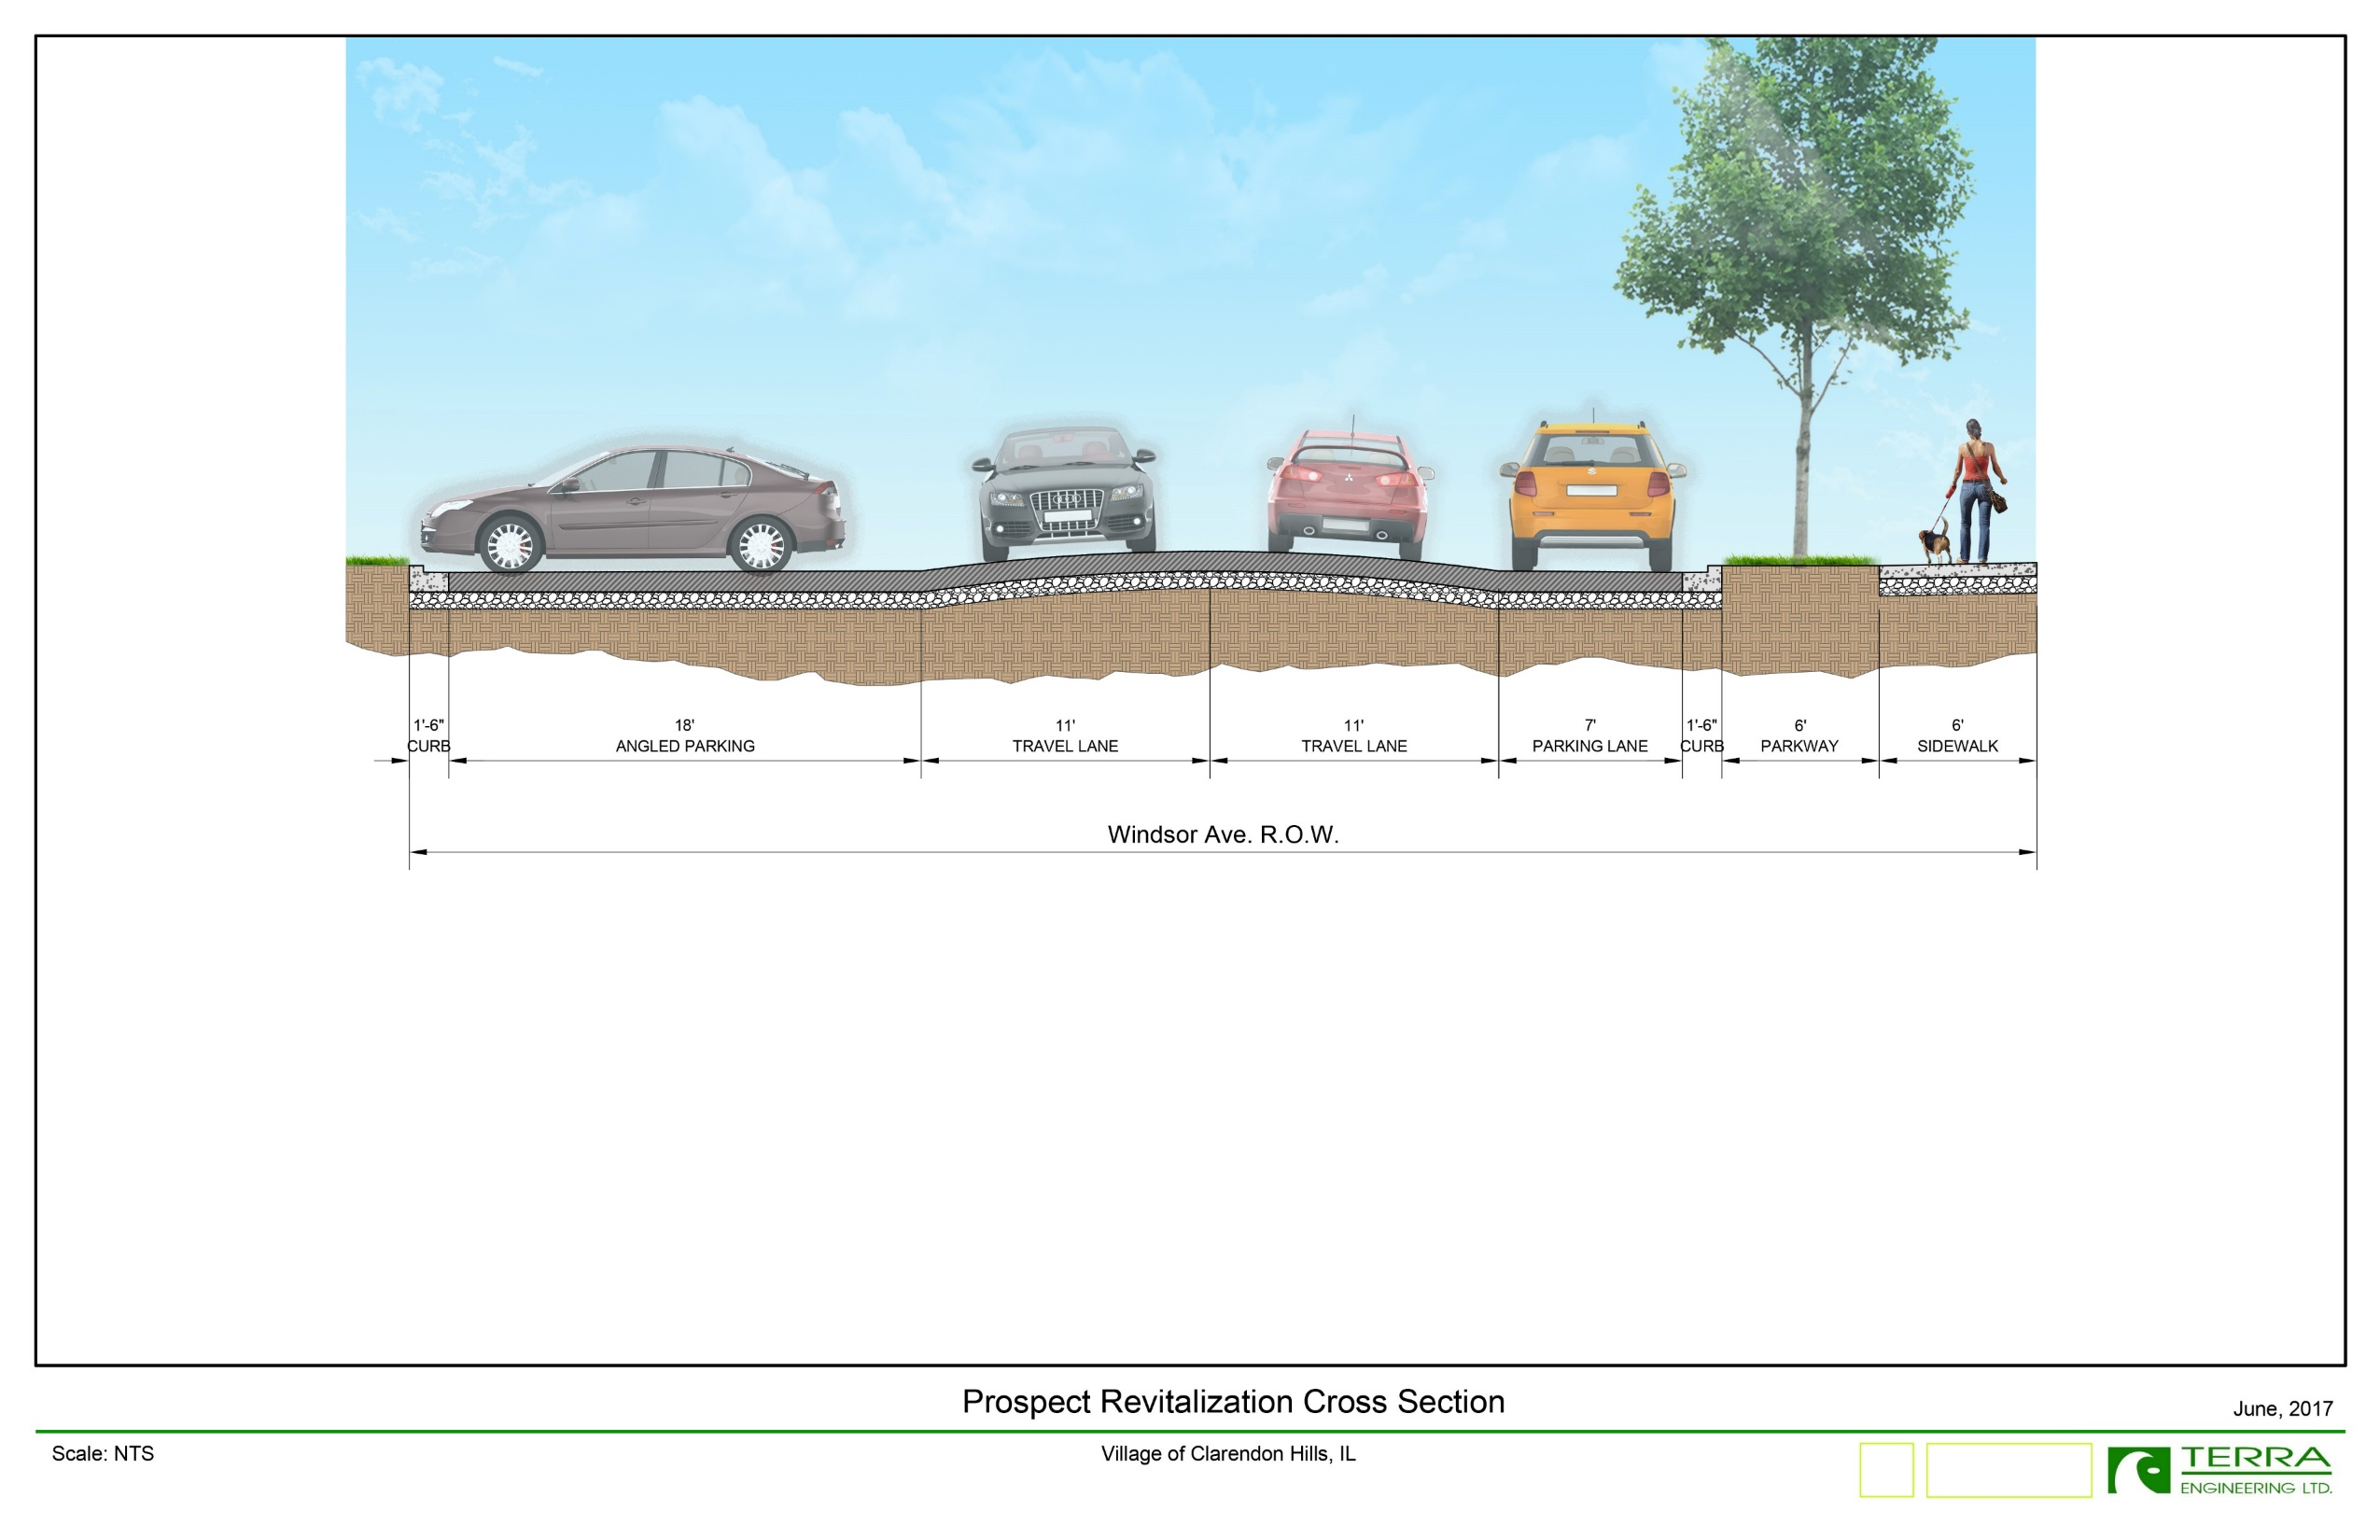 1'-6"
CURB
18'
ANGLED PARKING
11'
TRAVEL LANE
11'
TRAVEL LANE
7'
PARKING LANE
1'-6"
CURB
6'
PARKWAY
6'
SIDEWALK
Windsor Ave. R.O.W.
Prospect Revitalization Cross Section
June, 2017
Scale: NTS
Village of Clarendon Hills, IL
TERRA
ENGINEERING LTD.